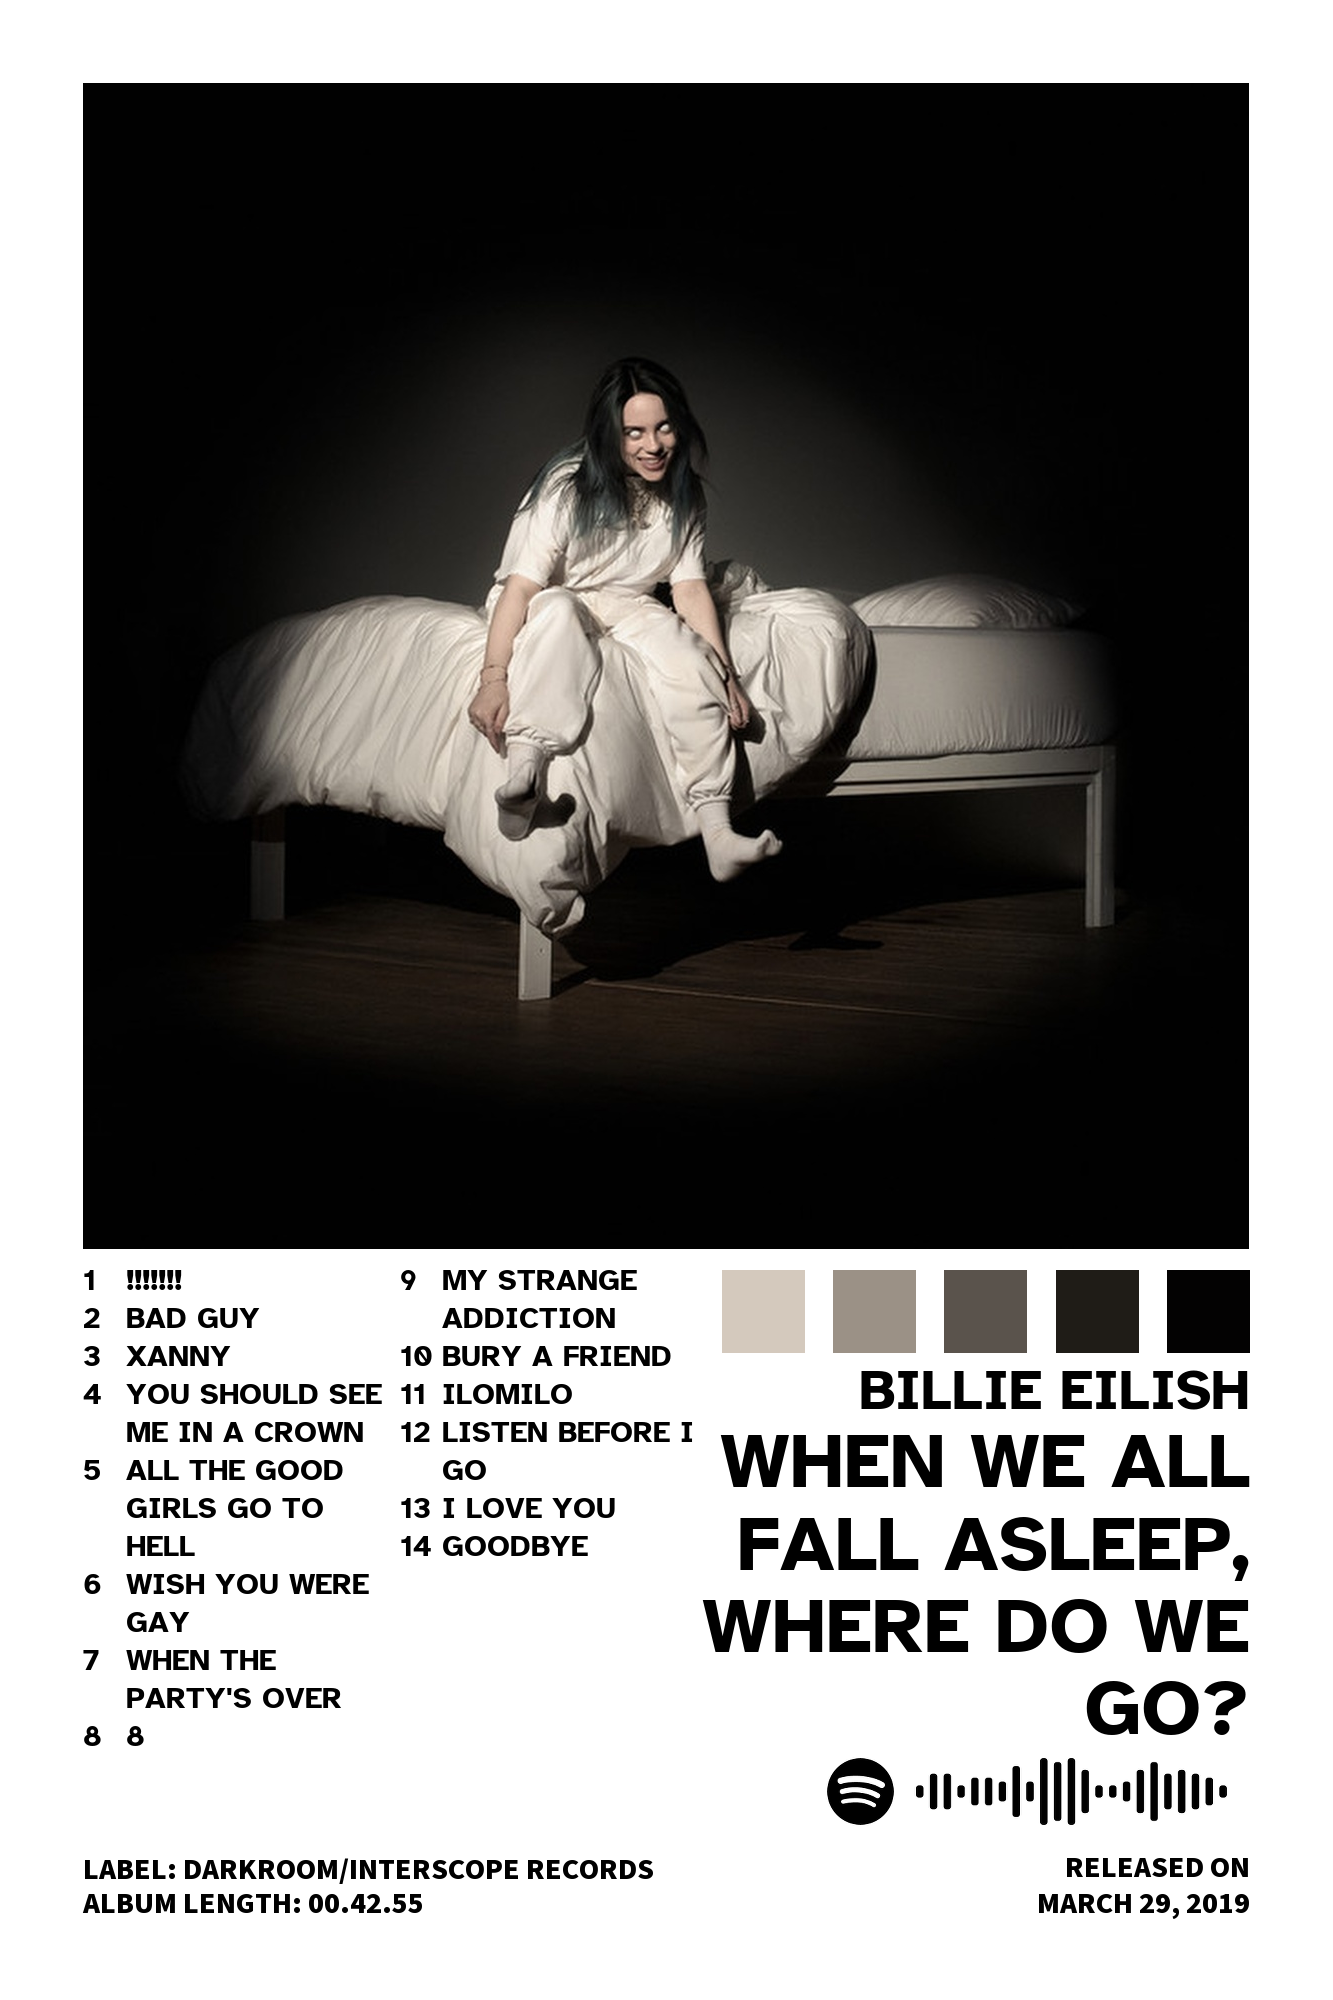 1 !!!!!!!
2 BAD GUY
3 XANNY
4 YOU SHOULD SEE
ME IN A CROWN
5 ALL THE GOOD
GIRLS GO TO
HELL
6 WISH YOU WERE
GAY
7 WHEN THE
PARTY'S OVER
8 8
9 MY STRANGE
ADDICTION
10 BURY A FRIEND
11 ILOMILO
12 LISTEN BEFORE I
GO
13 I LOVE YOU
14 GOODBYE
BILLIE EILISH
WHEN WE ALL
FALL ASLEEP,
WHERE DO WE
GO?
LABEL: DARKROOM/INTERSCOPE RECORDS
ALBUM LENGTH: 00.42.55
RELEASED ON
MARCH 29, 2019